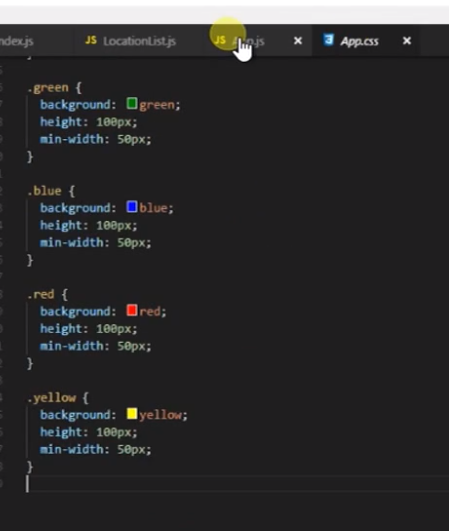 ndex.js
JS LocationList.js
JS App.js
App.css
}
.green {
background: green;
height: 100px;
min-width: 50px;
}
.blue {
background: blue;
height: 100px;
min-width: 50px;
}
.red {
background: red;
height: 100px;
min-width: 50px;
}
.yellow {
background: yellow;
height: 100px;
min-width: 50px;
}